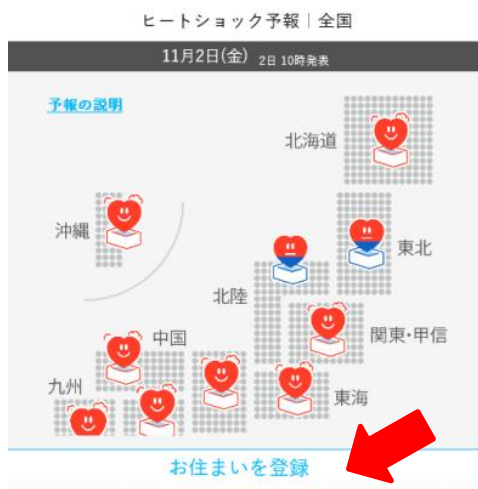 ヒートショック予報｜全国
11月2日(金) 2日 10時発表
予報の説明
北海道
沖縄
東北
北陸
関東・甲信
中国
九州
東海
お住まいを登録